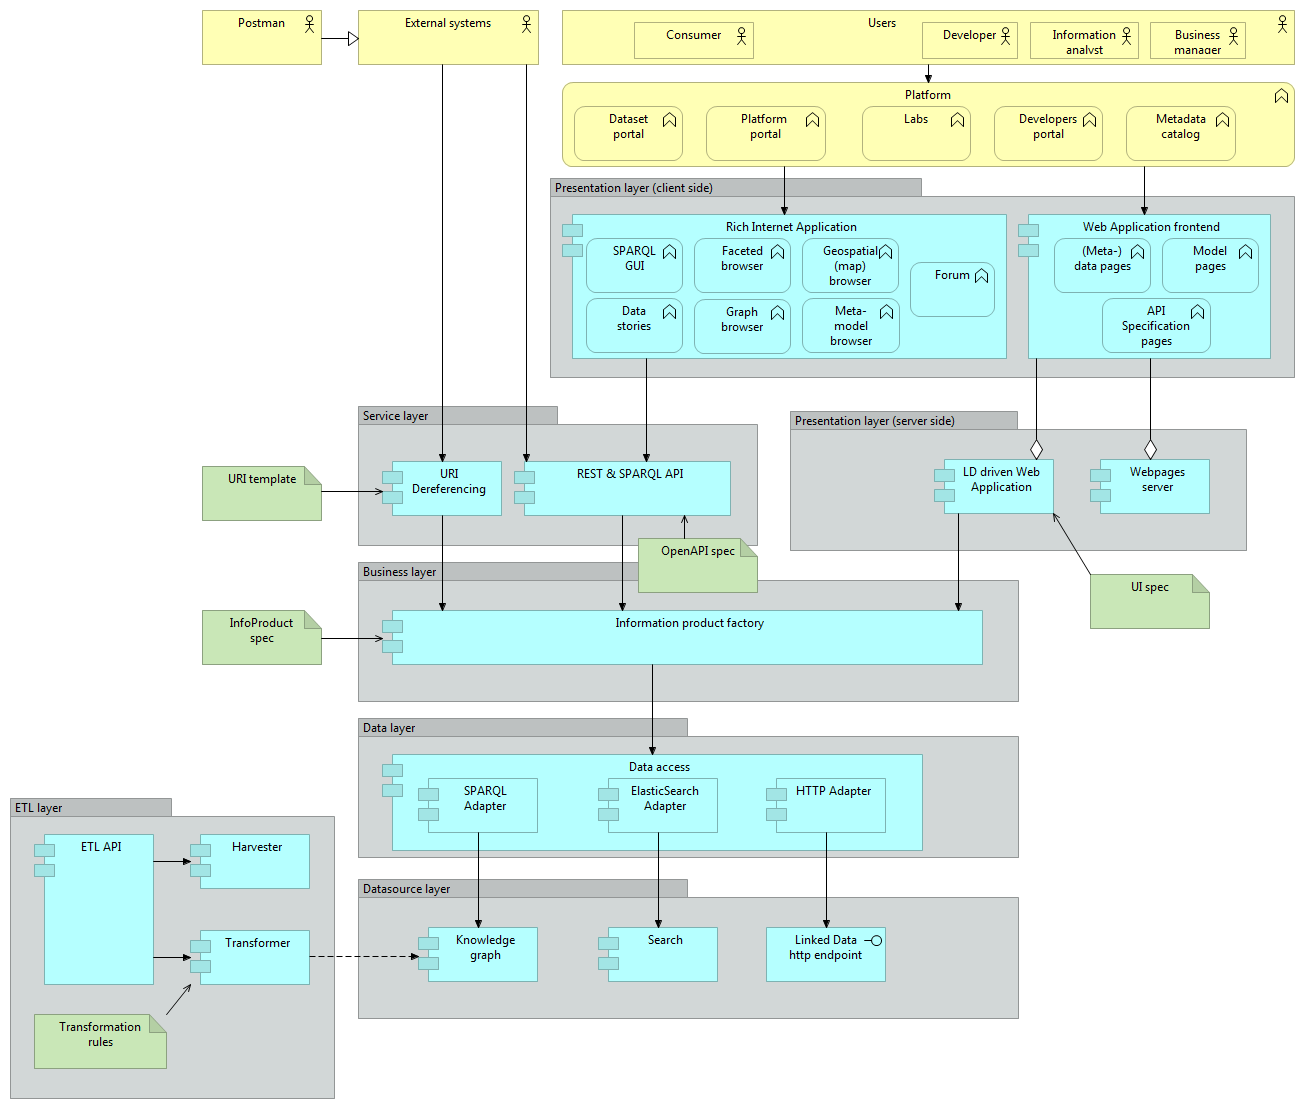 Postman
External systems
Users
Consumer
Developer
Information
analyst
Business
manager
Platform
Dataset
portal
Platform
portal
Labs
Developers
portal
Metadata
catalog
Presentation layer (client side)
Rich Internet Application
SPARQL
GUI
Faceted
browser
Geospatial
(map)
browser
Forum
Data
stories
Graph
browser
Meta-
model
browser
Web Application frontend
(Meta-)
data pages
Model
pages
API
Specification
pages
Service layer
URI
Dereferencing
REST & SPARQL API
Presentation layer (server side)
LD driven Web
Application
Webpages
server
URI template
OpenAPI spec
UI spec
Business layer
InfoProduct
spec
Information product factory
Data layer
Data access
SPARQL
Adapter
ElasticSearch
Adapter
HTTP Adapter
ETL layer
ETL API
Harvester
Transformer
Transformation
rules
Datasource layer
Knowledge
graph
Search
Linked Data
http endpoint